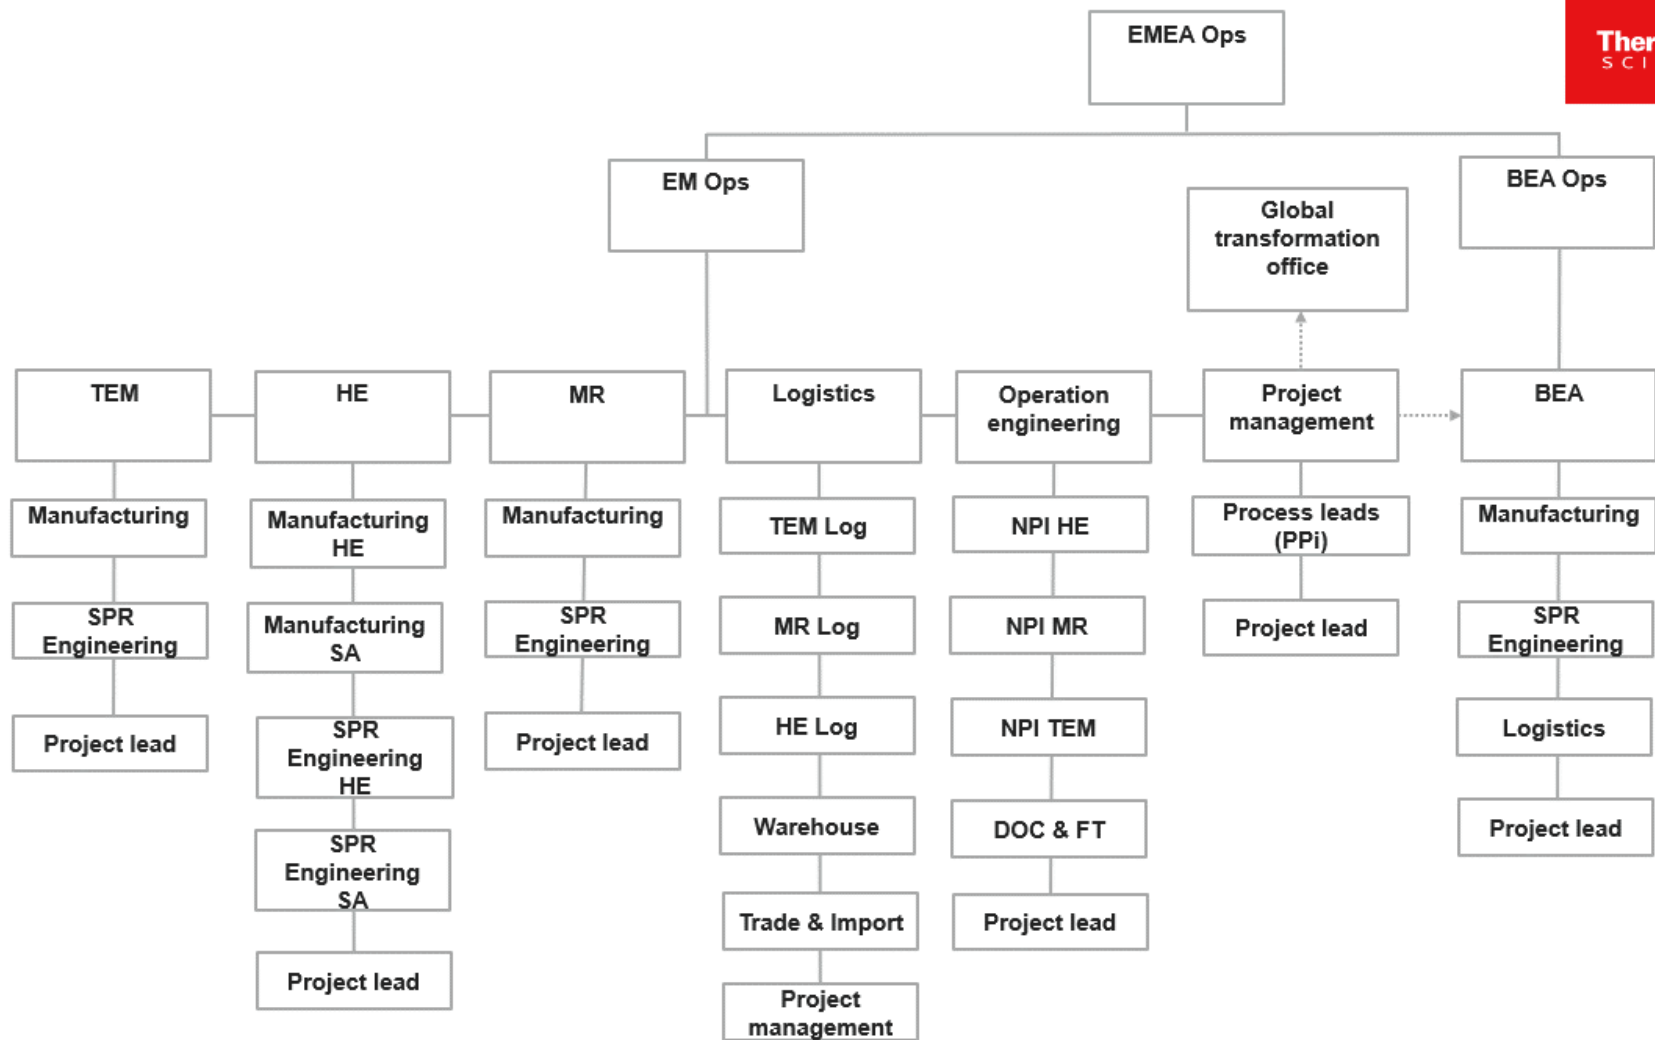 EMEA Ops
Ther
SCI
EM Ops
BEA Ops
Global
transformation
office
TEM
HE
MR
Logistics
Operation
engineering
Project
management
BEA
Manufacturing
SPR
Engineering
Project lead
Manufacturing
HE
Manufacturing
SA
SPR
Engineering
HE
SPR
Engineering
SA
Project lead
Manufacturing
SPR
Engineering
Project lead
TEM Log
MR Log
HE Log
Warehouse
Trade & Import
Project
management
NPI HE
NPI MR
NPI TEM
DOC & FT
Project lead
Process leads
(PPi)
Project lead
Manufacturing
SPR
Engineering
Logistics
Project lead